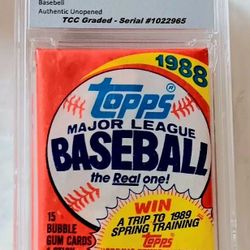 Baseball
Authentic Unopened
TCC Graded - Serial #1022965
1988
topps®
MAJOR LEAGUE
BASEBALL
the Real one!
15
BUBBLE
GUM CARDS
WIN
A TRIP TO 1989
SPRING TRAINING
topps